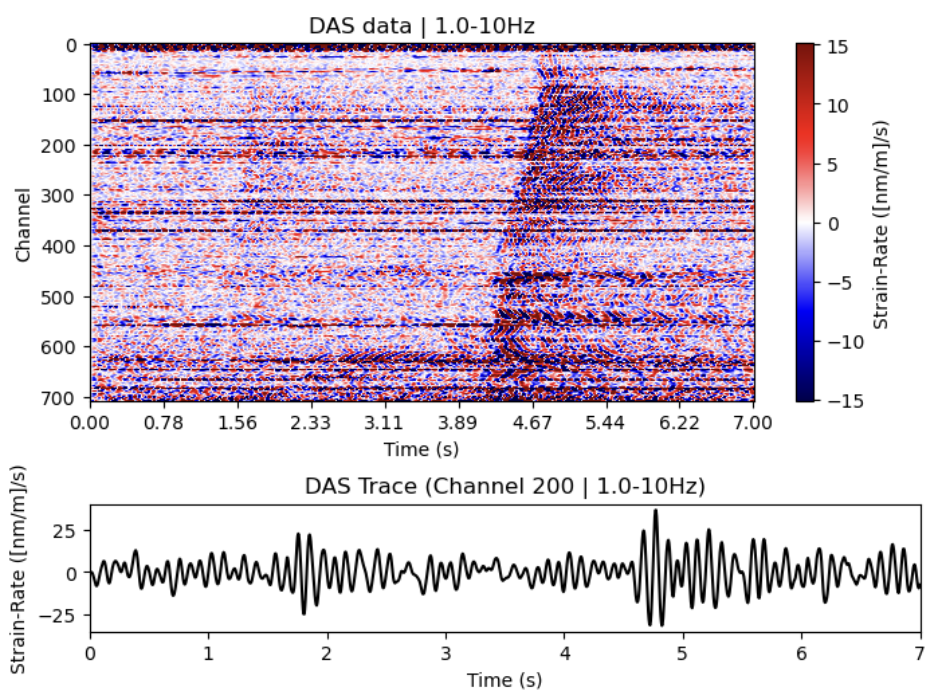 DAS data | 1.0-10Hz
Channel
0
100
200
300
400
500
600
700
0.00 0.78 1.56 2.33 3.11 3.89 4.67 5.44 6.22 7.00
Time (s)
15
10
5
0
−5
−10
−15
Strain-Rate ([nm/m]/s)
DAS Trace (Channel 200 | 1.0-10Hz)
Strain-Rate ([nm/m]/s)
25
0
−25
0 1 2 3 4 5 6 7
Time (s)